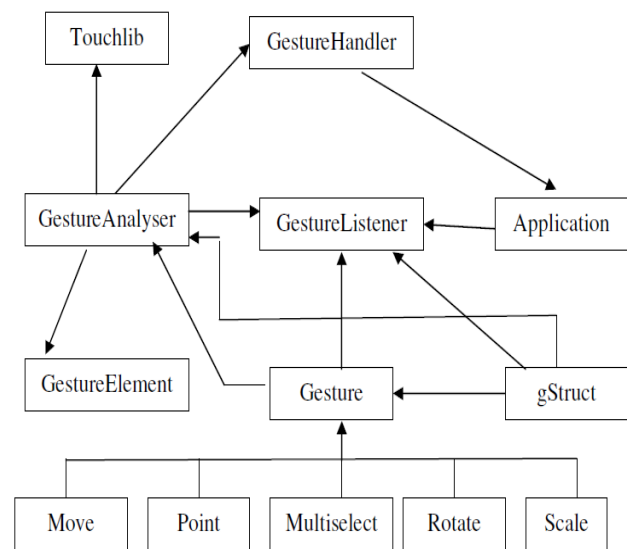 Touchlib
GestureHandler
GestureAnalyser
GestureListener
Application
GestureElement
Gesture
gStruct
Move
Point
Multiselect
Rotate
Scale